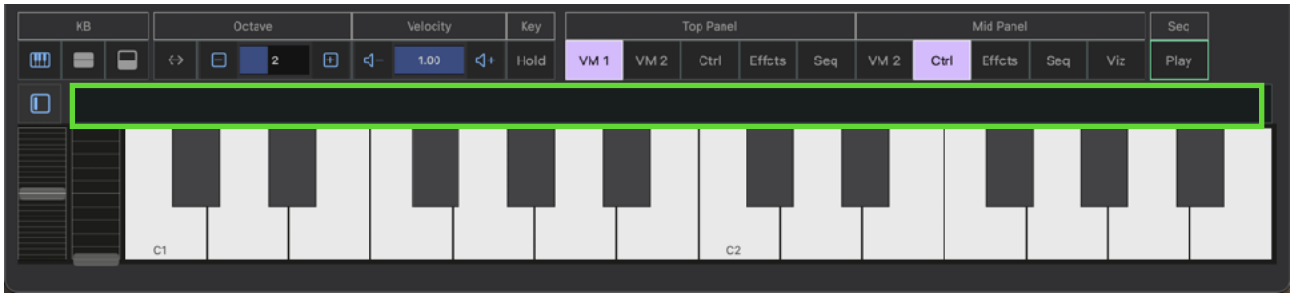 KB Octave Velocity Key Top Panel Mid Panel Sec
2 1.00 Hold VM 1 VM 2 Ctrl Effcts Seq VM 2 Ctrl Effcts Seq Viz Play
C1 C2